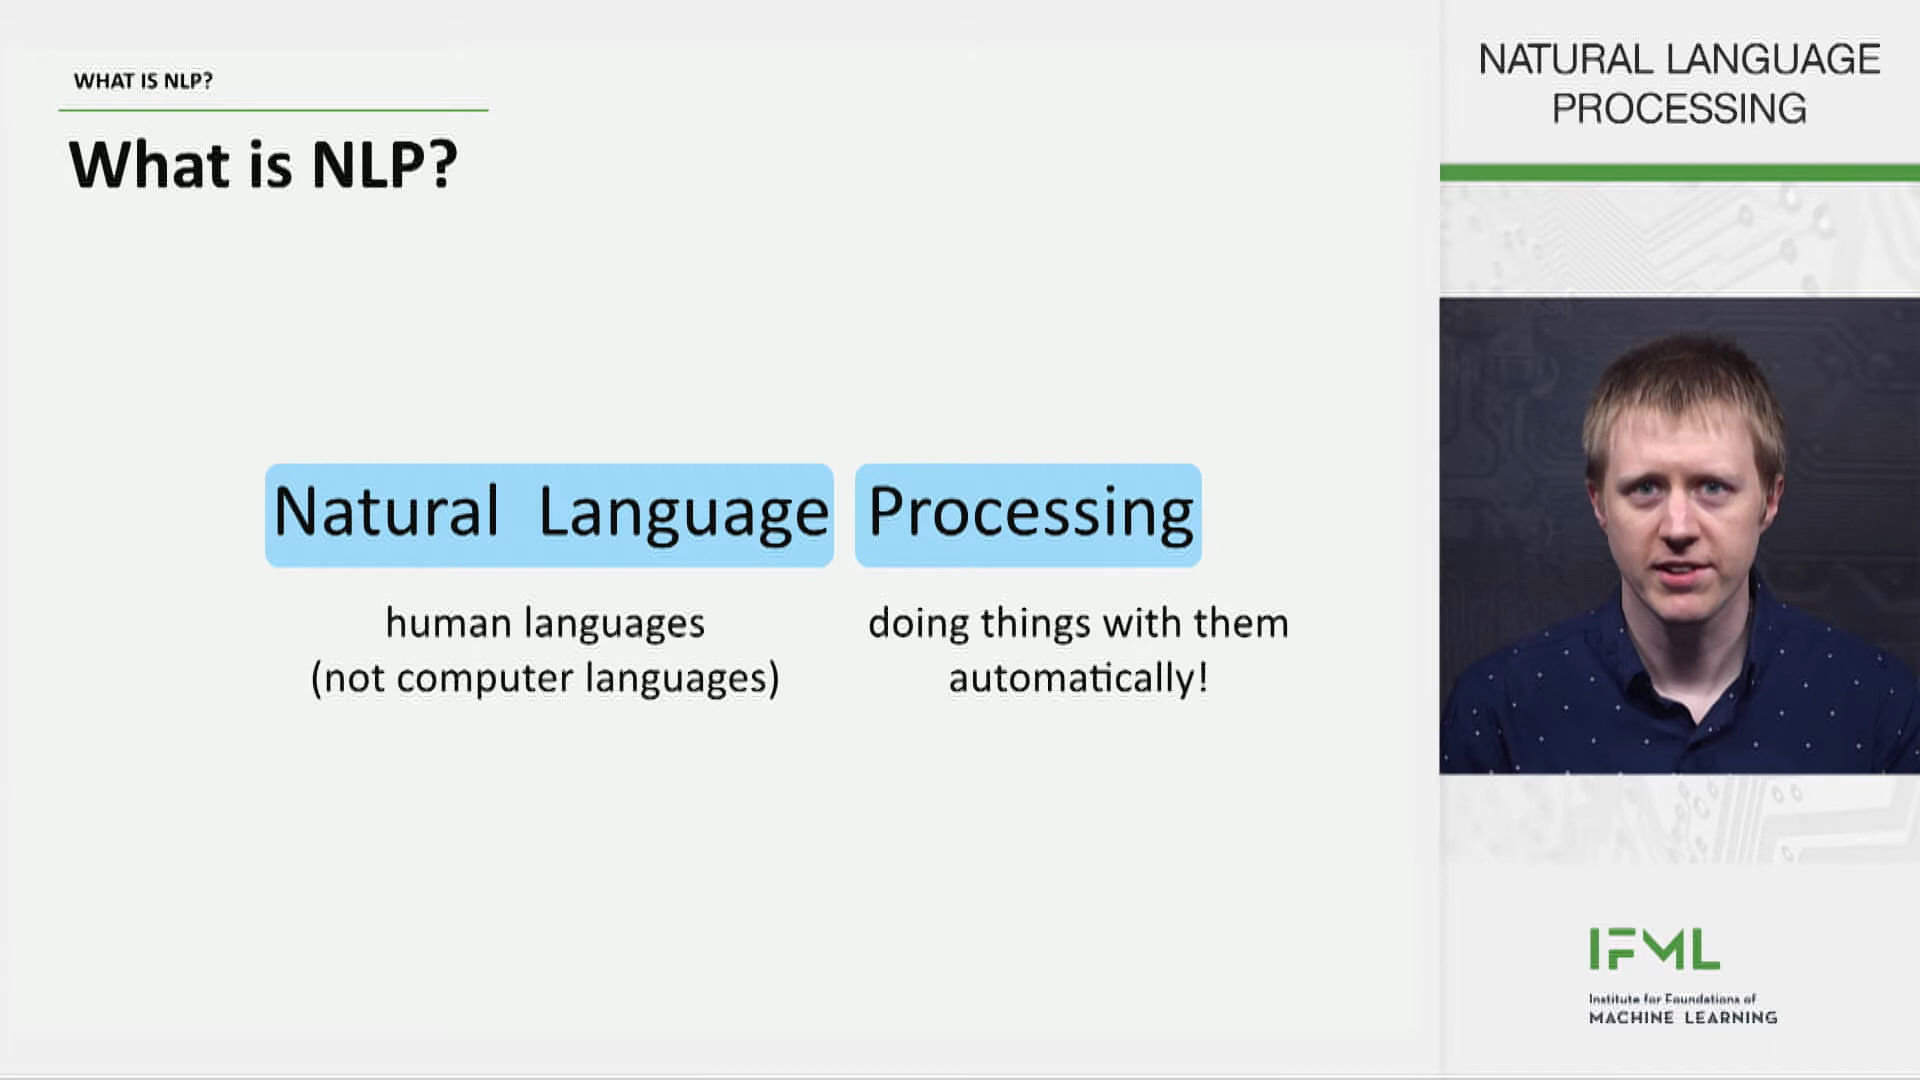 WHAT IS NLP?
What is NLP?
Natural Language Processing
human languages
(not computer languages)
doing things with them
automatically!
NATURAL LANGUAGE
PROCESSING
IFML
Institute for Foundations of
MACHINE LEARNING